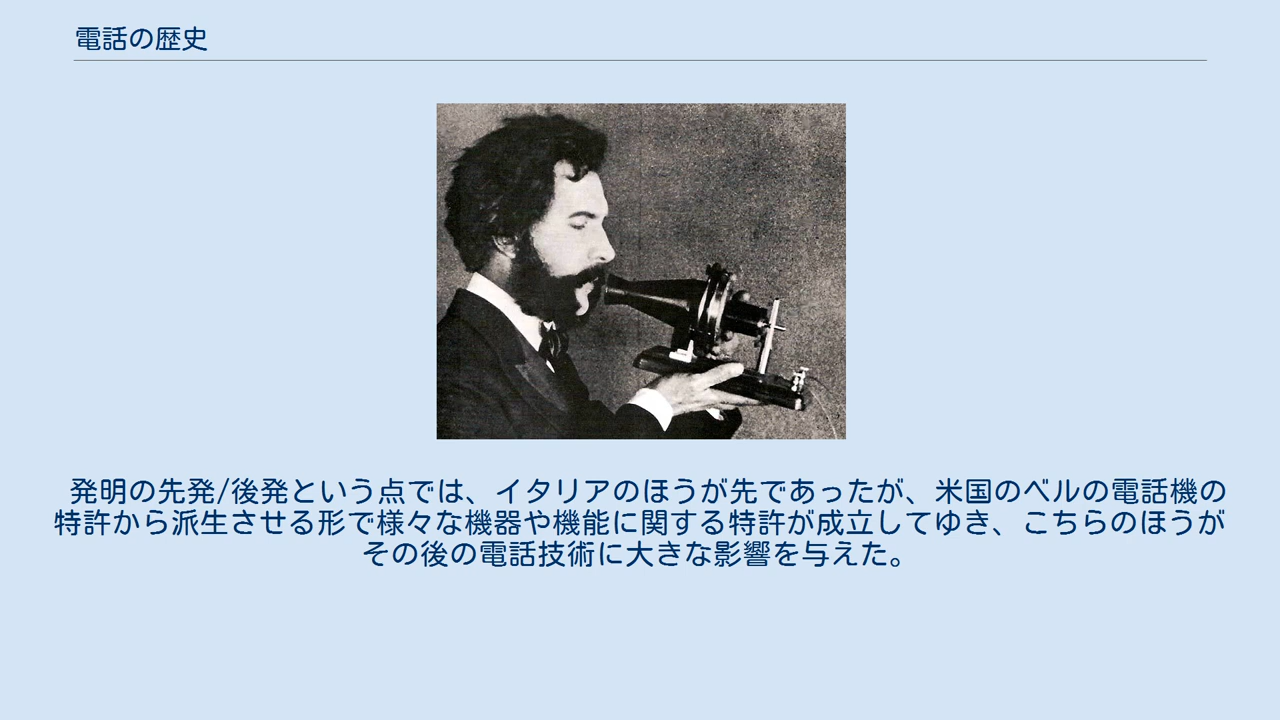 電話の歴史
発明の先発/後発という点では、イタリアのほうが先であったが、米国のベルの電話機の
特許から派生させる形で様々な機器や機能に関する特許が成立してゆき、こちらのほうが
その後の電話技術に大きな影響を与えた。